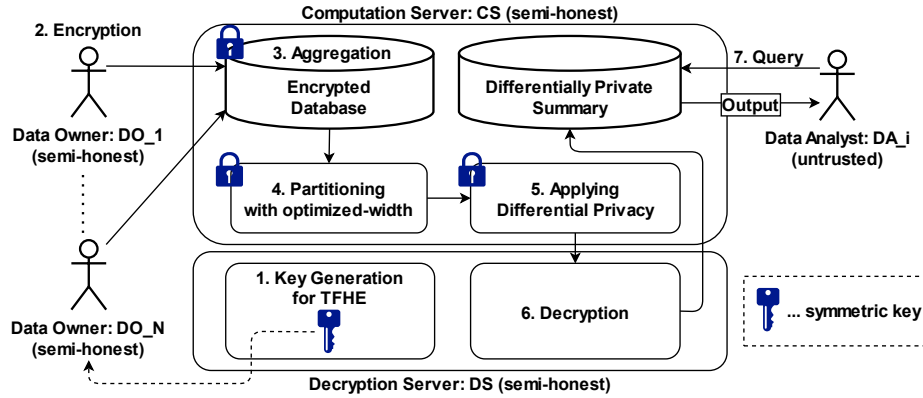 Computation Server: CS (semi-honest)
2. Encryption
3. Aggregation
Encrypted
Database
Differentially Private
Summary
7. Query
Output
Data Owner: DO_1
(semi-honest)
Data Analyst: DA_i
(untrusted)
4. Partitioning
with optimized-width
5. Applying
Differential Privacy
1. Key Generation
for TFHE
6. Decryption
... symmetric key
Data Owner: DO_N
(semi-honest)
Decryption Server: DS (semi-honest)